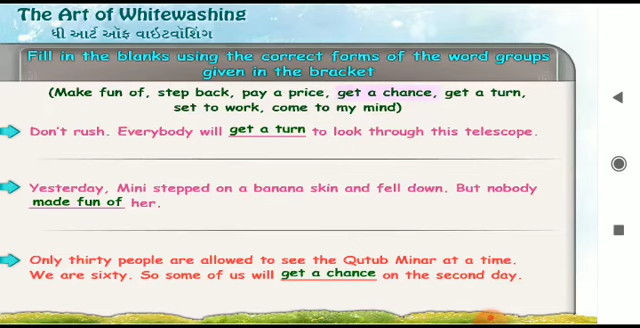 The Art of Whitewashing
ધી આર્ટ ઓફ વાઇટવોશિંગ
Fill in the blanks using the correct forms of the word groups
given in the bracket
(Make fun of, step back, pay a price, get a chance, get a turn,
set to work, come to my mind)
Don't rush. Everybody will get a turn to look through this telescope.
Yesterday, Mini stepped on a banana skin and fell down. But nobody
made fun of her.
Only thirty people are allowed to see the Qutub Minar at a time.
We are sixty. So some of us will get a chance on the second day.